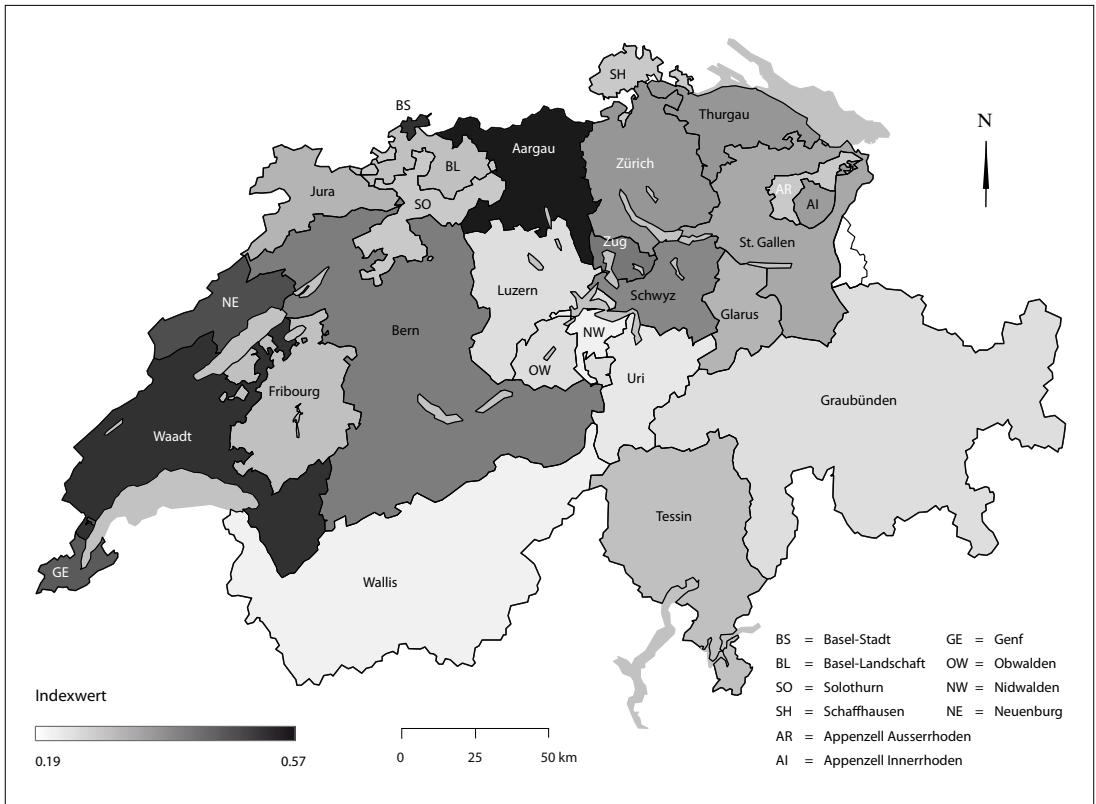 SH
BS
N
Thurgau
Aargau
Zürich
BL
Jura
AR
SO
AI
Zug
St. Gallen
Luzern
Schwyz
NE
Glarus
Bern
NW
OW
Uri
Fribourg
Graubünden
Waadt
Tessin
GE
Wallis
BS = Basel-Stadt GE = Genf
BL = Basel-Landschaft OW = Obwalden
SO = Solothurn NW = Nidwalden
SH = Schaffhausen NE = Neuenburg
AR = Appenzell Ausserrhoden
AI = Appenzell Innerrhoden
Indexwert
0.19 0.57
0 25 50 km